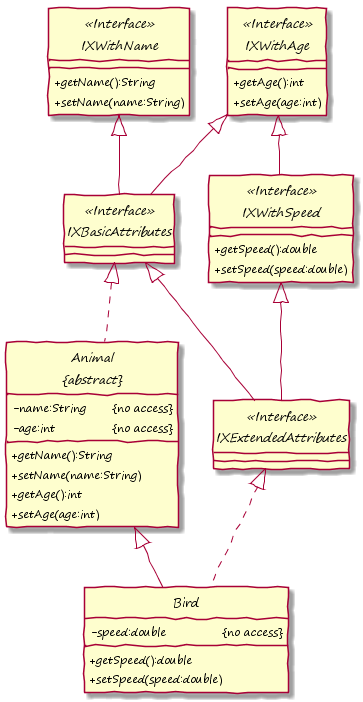 <<Interface>>
IXWithName
+getName():String
+setName(name:String)
<<Interface>>
IXWithAge
+getAge():int
+setAge(age:int)
<<Interface>>
IXBasicAttributes
<<Interface>>
IXWithSpeed
+getSpeed():double
+setSpeed(speed:double)
Animal
{abstract}
-name:String {no access}
-age:int {no access}
+getName():String
+setName(name:String)
+getAge():int
+setAge(age:int)
<<Interface>>
IXExtendedAttributes
Bird
-speed:double {no access}
+getSpeed():double
+setSpeed(speed:double)